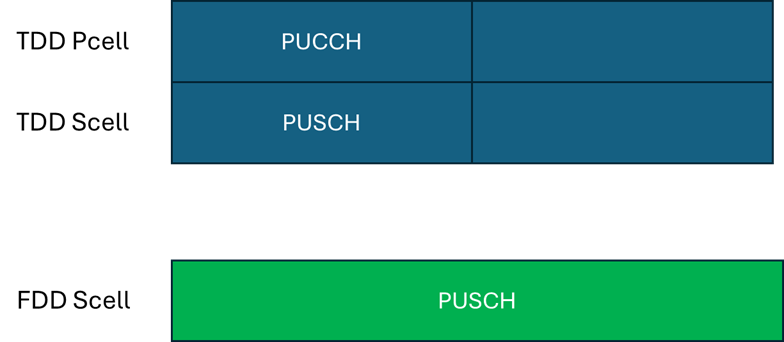 TDD Pcell PUCCH
TDD Scell PUSCH
FDD Scell PUSCH